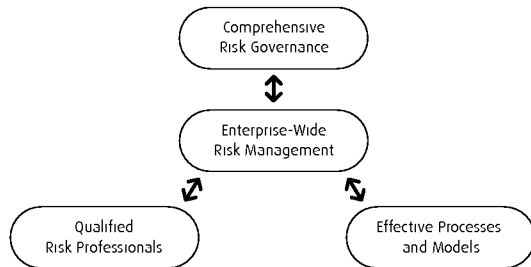 Comprehensive
Risk Governance
Enterprise-Wide
Risk Management
Qualified
Risk Professionals
Effective Processes
and Models